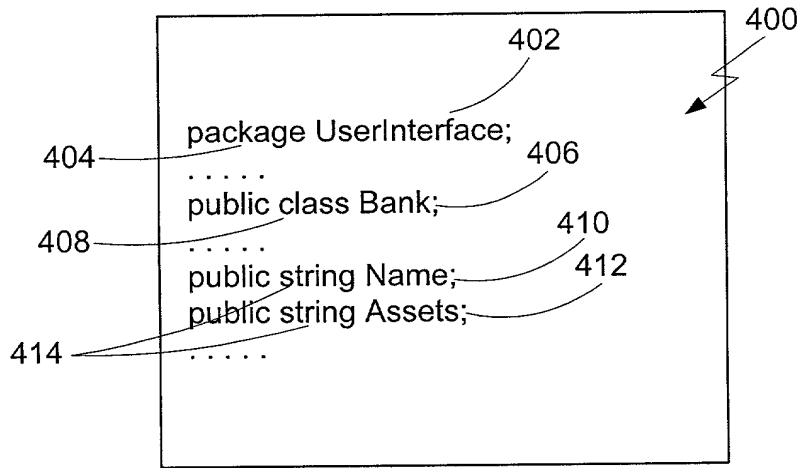 400
402
package UserInterface;
404
. . . . .
406
public class Bank;
408
. . . . .
410
public string Name;
412
public string Assets;
414
. . . . .